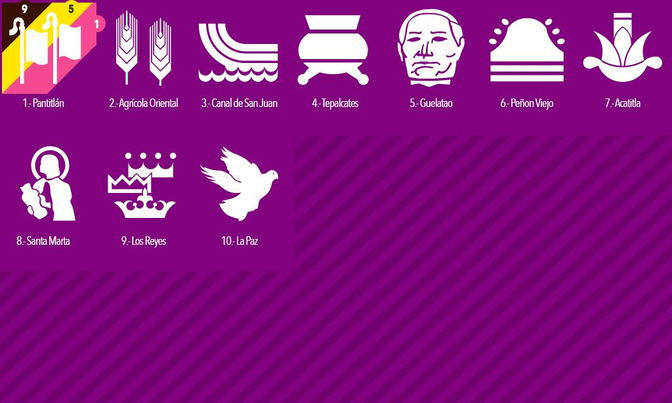 9
5
1
1.- Pantitlán
2.- Agrícola Oriental
3.- Canal de San Juan
4.- Tepalcates
5.- Guelatao
6.- Peñon Viejo
7.- Acatitla
8.- Santa Marta
9.- Los Reyes
10.- La Paz